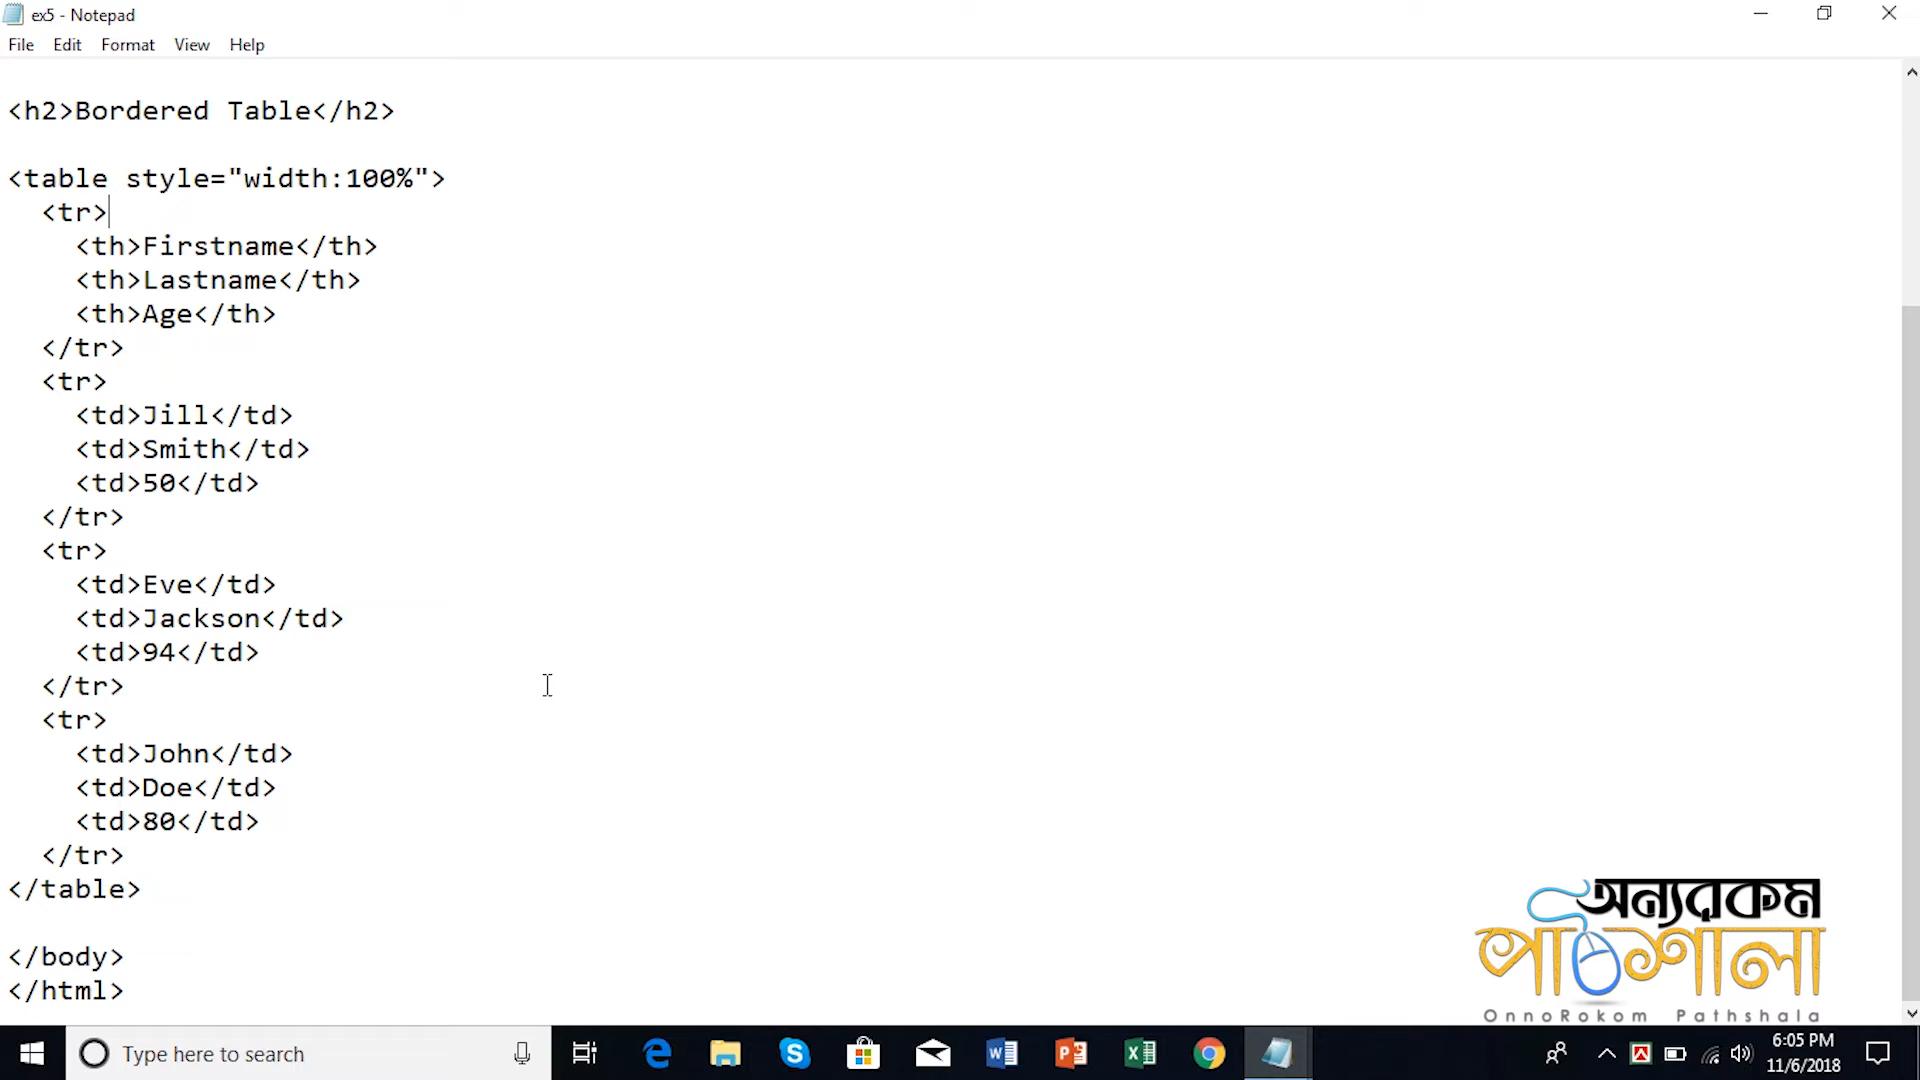 ex5 - Notepad
File Edit Format View Help
<h2>Bordered Table</h2>
<table style="width:100%">
<tr>
<th>Firstname</th>
<th>Lastname</th>
<th>Age</th>
</tr>
<tr>
<td>Jill</td>
<td>Smith</td>
<td>50</td>
</tr>
<tr>
<td>Eve</td>
<td>Jackson</td>
<td>94</td>
</tr>
<tr>
<td>John</td>
<td>Doe</td>
<td>80</td>
</tr>
</table>
</body>
</html>
অন্যরকম
পাঠশালা
OnnoRokom Pathshala
Type here to search
6:05 PM
11/6/2018